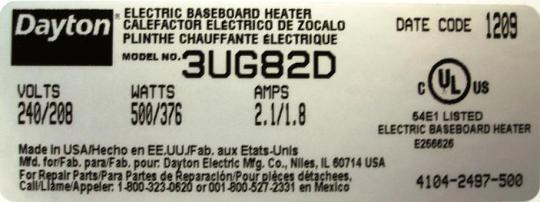 Dayton
ELECTRIC BASEBOARD HEATER
CALEFACTOR ELÉCTRICO DE ZOCALO
PLINTHE CHAUFFANTE ÉLECTRIQUE
MODEL NO. 3UG82D
DATE CODE 1209
VOLTS WATTS AMPS
240/208 500/376 2.1/1.8
C UL US
54E1 LISTED
ELECTRIC BASEBOARD HEATER
E266626
Made in USA/Hecho en EE.UU./Fab. aux Etats-Unis
Mfd. for/Fab. para/Fab. pour: Dayton Electric Mfg. Co., Niles, IL 60714 USA
For Repair Parts/Para Partes de Reparación/Pour pièces détachées,
Call/Llame/Appeler: 1-800-323-0620 or 001-800-527-2331 en Mexico
4104-2497-500